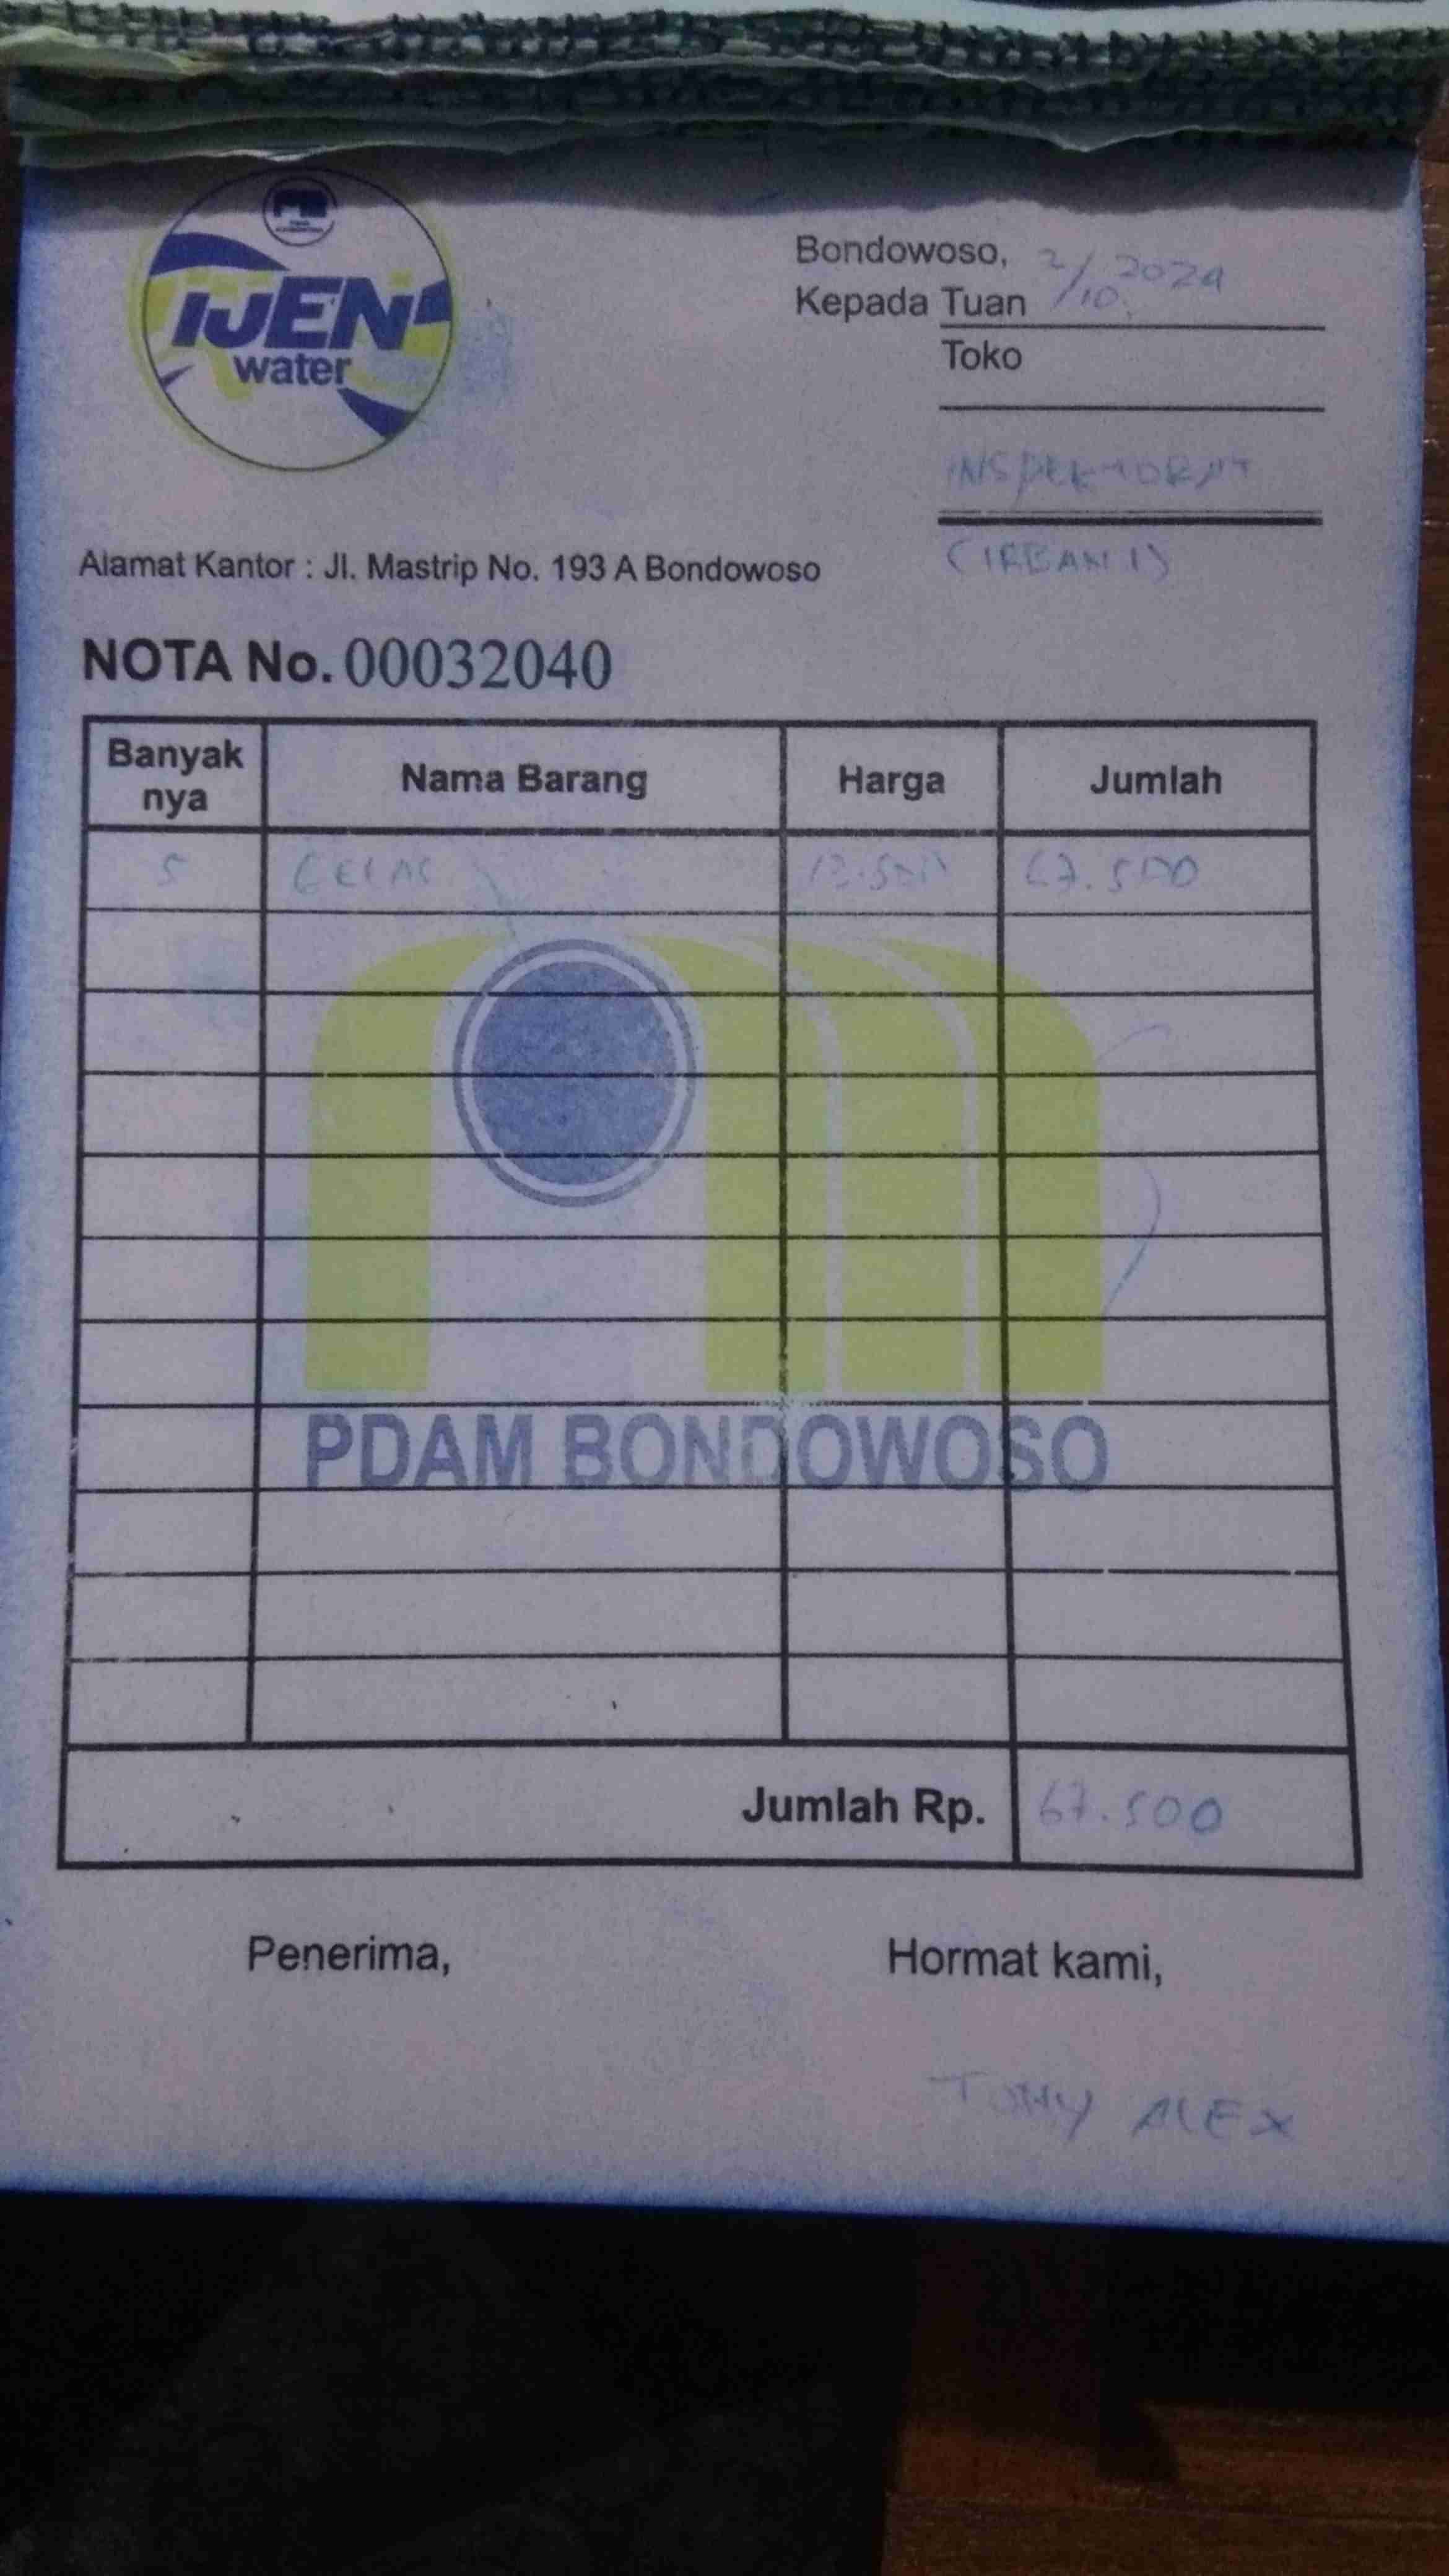 IJEN
water
Bondowoso, 2/10 2024
Kepada Tuan
Toko
INSPEKTORAT
(IRBAN I)
Alamat Kantor : Jl. Mastrip No. 193 A Bondowoso
NOTA No. 00032040
Banyak nya Nama Barang Harga Jumlah
5 GELAS 13.500 67.500
PDAM BONDOWOSO
Jumlah Rp. 67.500
Penerima, Hormat kami,
ALEX